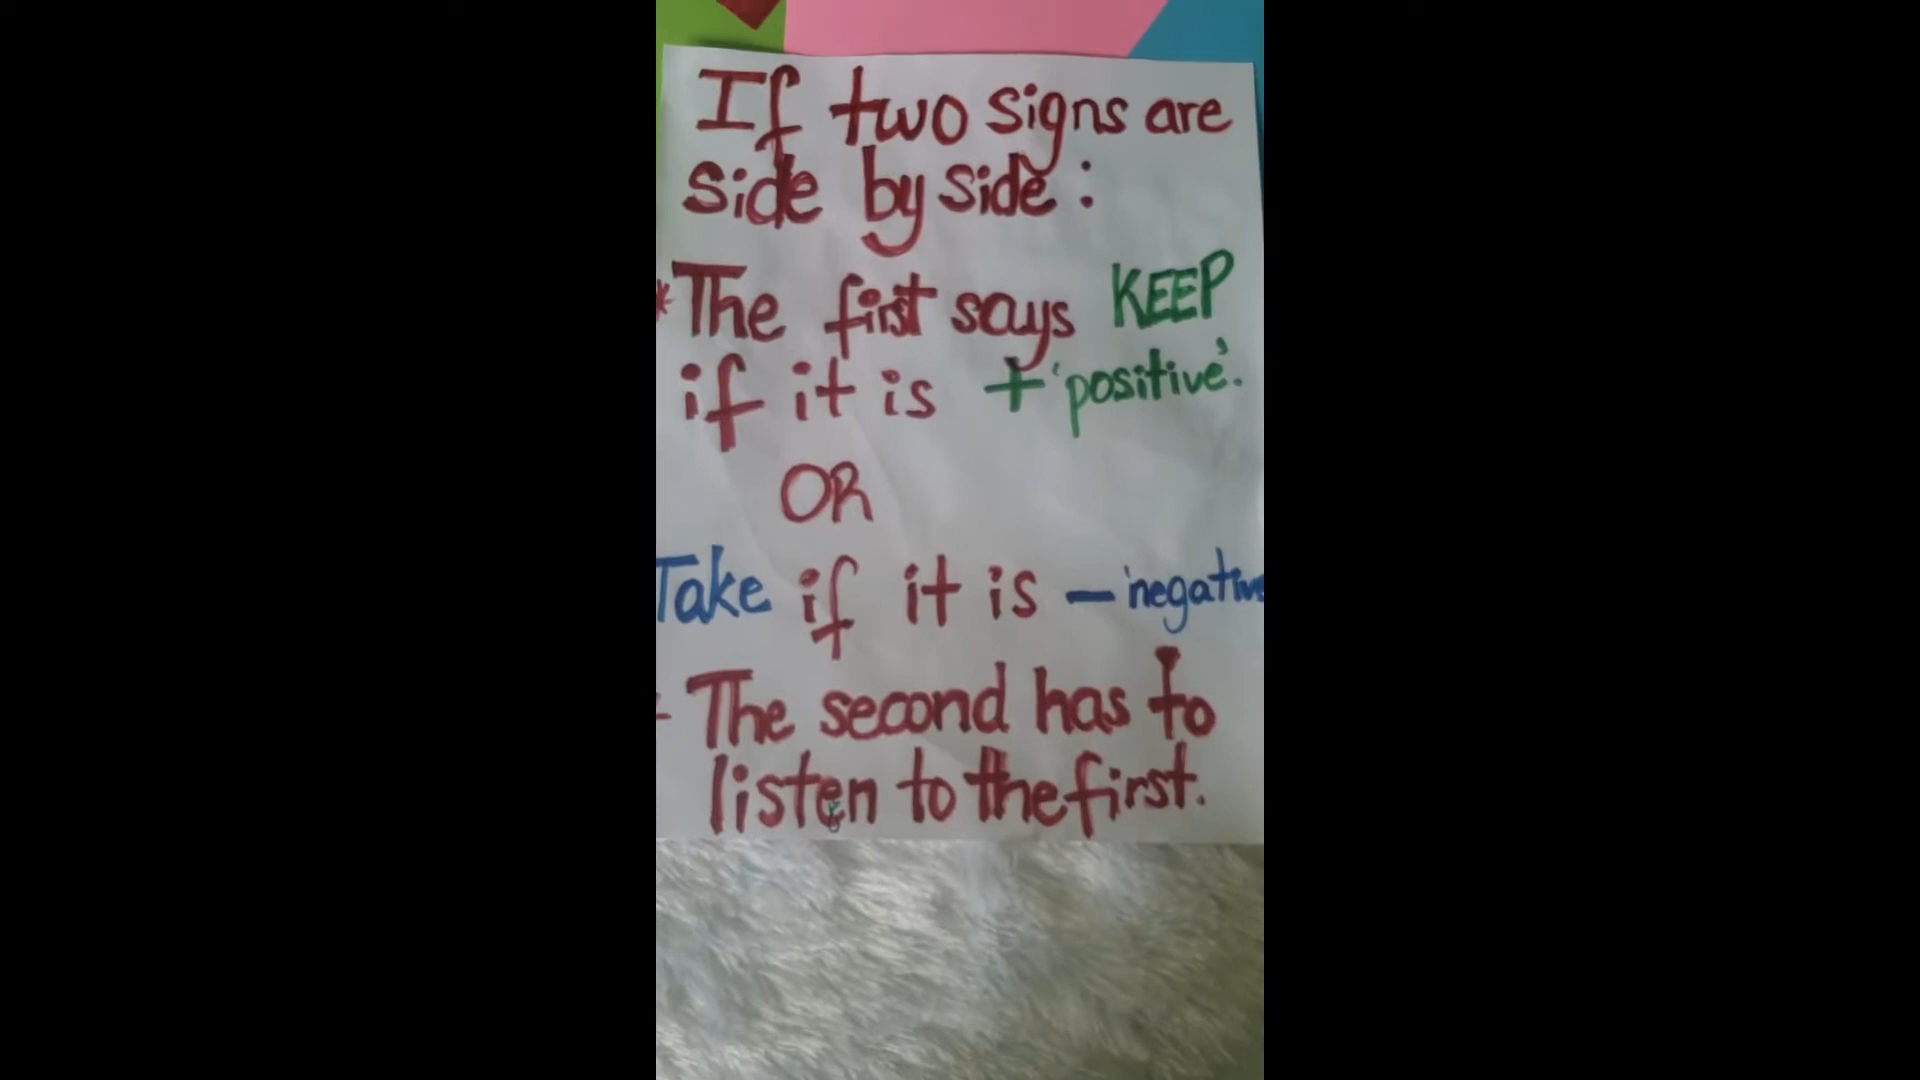 If two signs are
side by side :
*The first says KEEP
if it is + 'positive'.
OR
Take if it is - 'negative
- The second has to
listen to the first.